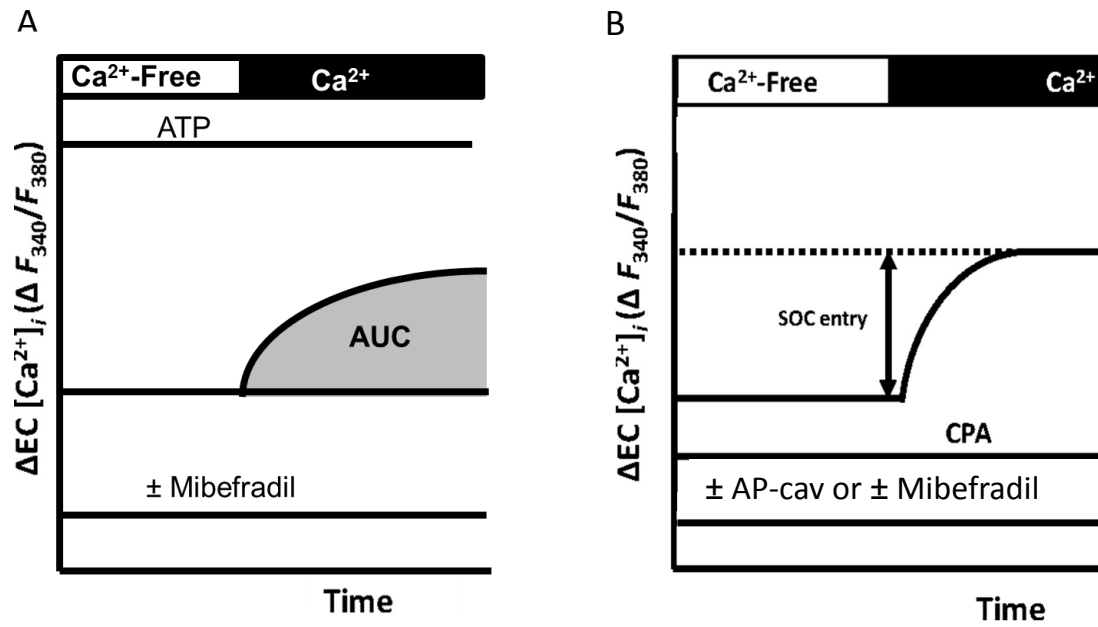 A
Ca²⁺-Free
Ca²⁺
ATP
ΔEC [Ca²⁺]ᵢ (Δ F₃₄₀/F₃₈₀)
AUC
± Mibefradil
Time
B
Ca²⁺-Free
Ca²⁺
ΔEC [Ca²⁺]ᵢ (Δ F₃₄₀/F₃₈₀)
SOC entry
CPA
± AP-cav or ± Mibefradil
Time